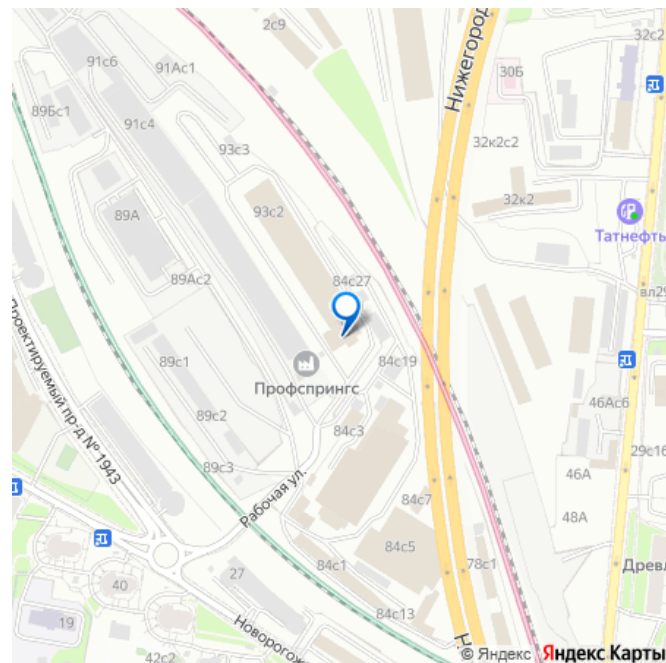 2с9
Нижегород
32с2
91с6
91Ас1
30Б
89Бс1
91с4
93с3
32к2с2
32к2
89А
93с2
Татнефть
89Ас2
84с27
вл29
Проектируемый пр-д № 1943
89с1
84с19
Профспрингс
46Ас6
89с2
84с3
29с16
89с3
46А
Рабочая ул.
84с7
48А
84с5
27
84с1
78с1
Древл
40
19
84с13
Новорогож
42с2
Н
© Яндекс Яндекс Карты